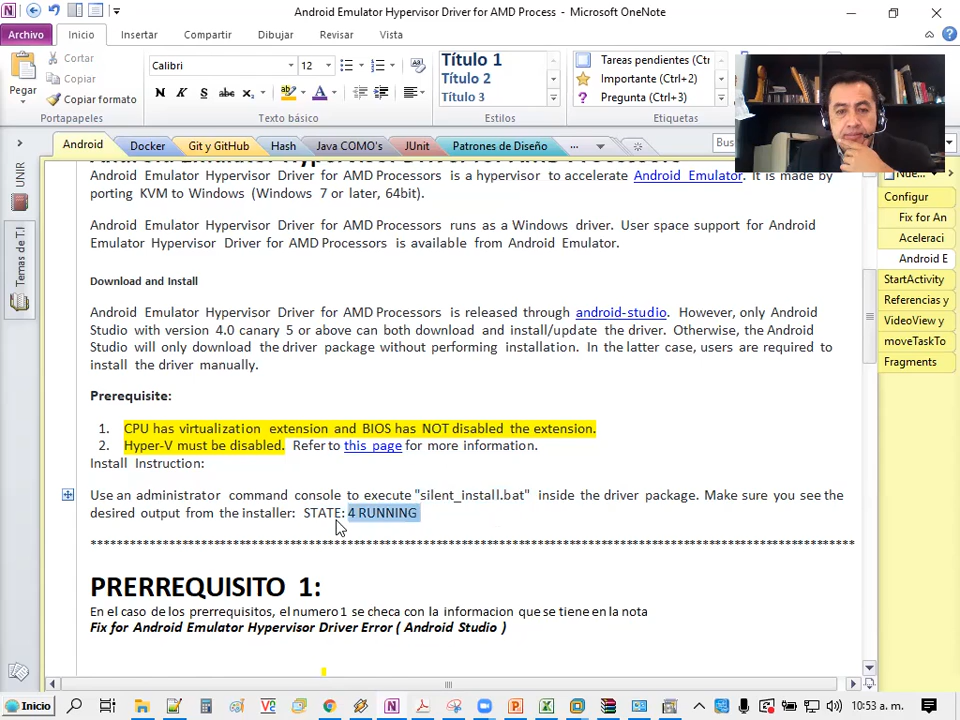 Android Emulator Hypervisor Driver for AMD Process - Microsoft OneNote
Archivo
Inicio
Insertar
Compartir
Dibujar
Revisar
Vista
Pegar
Cortar
Copiar
Copiar formato
Portapapeles
Calibri
12
N K S abc x
Texto básico
Título 1
Título 2
Título 3
Estilos
Tareas pendientes (Ctr
Importante (Ctrl+2)
Pregunta (Ctrl+3)
Etiquetas
Android
Docker
Git y GitHub
Hash
Java COMO's
JUnit
Patrones de Diseño
...
Bus
UNIR
Temas de T.I
Android Emulator Hypervisor Driver for AMD Processors
Android Emulator Hypervisor Driver for AMD Processors is a hypervisor to accelerate Android Emulator. It is made by
porting KVM to Windows (Windows 7 or later, 64bit).
Android Emulator Hypervisor Driver for AMD Processors runs as a Windows driver. User space support for Android
Emulator Hypervisor Driver for AMD Processors is available from Android Emulator.
Download and Install
Android Emulator Hypervisor Driver for AMD Processors is released through android-studio. However, only Android
Studio with version 4.0 canary 5 or above can both download and install/update the driver. Otherwise, the Android
Studio will only download the driver package without performing installation. In the latter case, users are required to
install the driver manually.
Prerequisite:
1. CPU has virtualization extension and BIOS has NOT disabled the extension.
2. Hyper-V must be disabled. Refer to this page for more information.
Install Instruction:
Use an administrator command console to execute "silent_install.bat" inside the driver package. Make sure you see the
desired output from the installer: STATE: 4 RUNNING
PRERREQUISITO 1:
En el caso de los prerrequisitos, el numero 1 se checa con la informacion que se tiene en la nota
Fix for Android Emulator Hypervisor Driver Error ( Android Studio )
Nue...
Configur
Fix for An
Aceleraci
Android E
StartActivity
Referencias y
VideoView y
moveTaskTo
Fragments
Inicio
10:53 a. m.